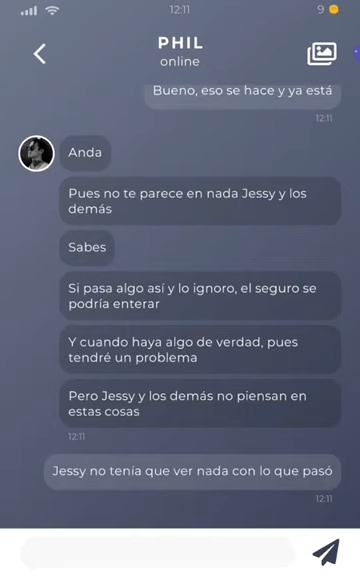 12:11
9
PHIL
online
Bueno, eso se hace y ya está
12:11
Anda
Pues no te parece en nada Jessy y los
demás
Sabes
Si pasa algo así y lo ignoro, el seguro se
podría enterar
Y cuando haya algo de verdad, pues
tendré un problema
Pero Jessy y los demás no piensan en
estas cosas
12:11
Jessy no tenía que ver nada con lo que pasó
12:11